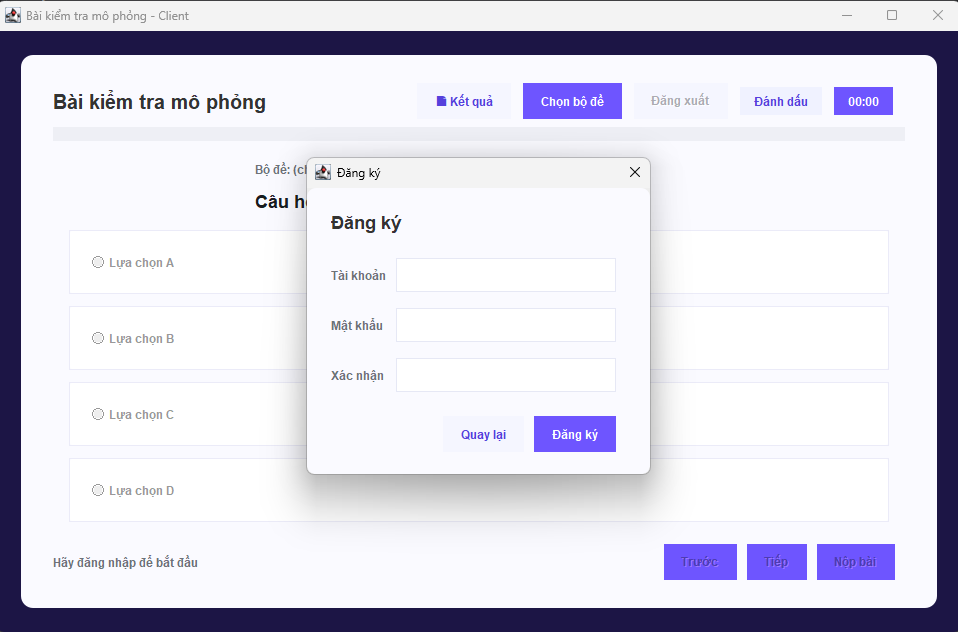 Bài kiểm tra mô phỏng - Client
Bài kiểm tra mô phỏng
Kết quả
Chọn bộ đề
Đăng xuất
Đánh dấu
00:00
Bộ đề:
Câu
Đăng ký
Đăng ký
Tài khoản
Mật khẩu
Xác nhận
Quay lại
Đăng ký
Lựa chọn A
Lựa chọn B
Lựa chọn C
Lựa chọn D
Hãy đăng nhập để bắt đầu
Trước
Tiếp
Nộp bài